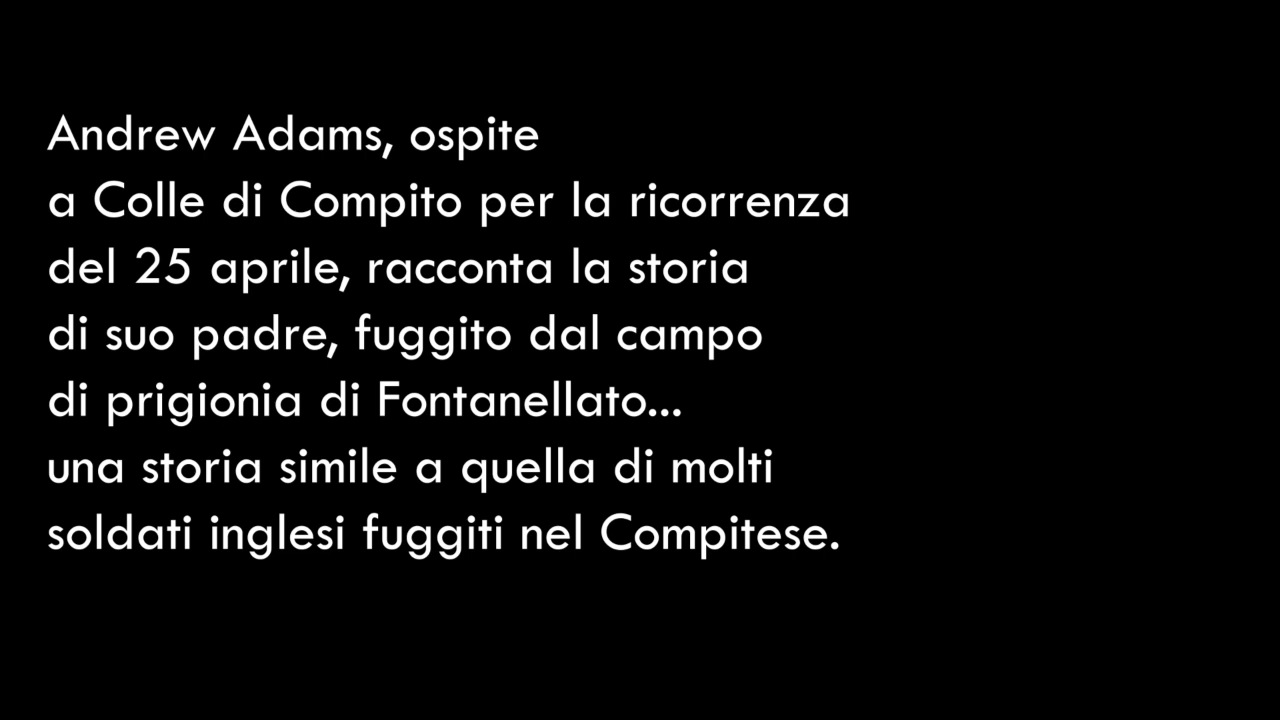 Andrew Adams, ospite
a Colle di Compito per la ricorrenza
del 25 aprile, racconta la storia
di suo padre, fuggito dal campo
di prigionia di Fontanellato...
una storia simile a quella di molti
soldati inglesi fuggiti nel Compitese.